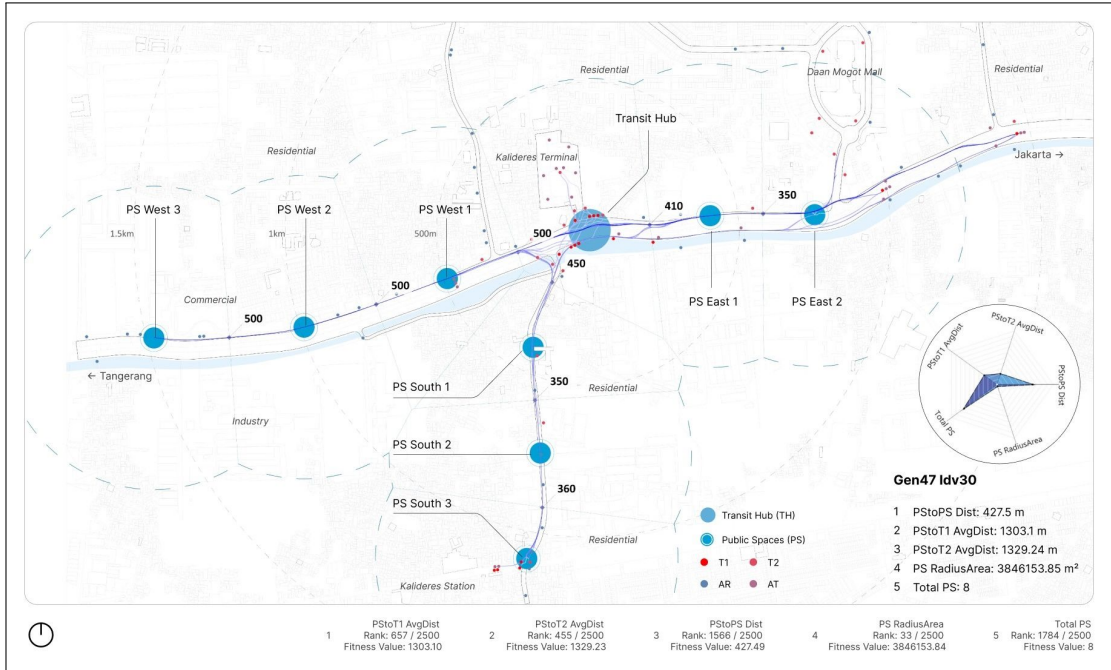 Residential
Daan Mogot Mall
Residential
Transit Hub
Residential
Kalideres Terminal
Jakarta →
PS West 3
PS West 2
PS West 1
410
350
1.5km
1km
500m
500
450
500
PS East 1
PS East 2
Commercial
500
← Tangerang
PS South 1
350
Residential
Industry
PS South 2
PS South 3
360
Residential
Kalideres Station
PStoT2 AvgDist
PStoT1 AvgDist
PStoPS Dist
Total PS
PS RadiusArea
Gen47 Idv30
1 PStoPS Dist: 427.5 m
2 PStoT1 AvgDist: 1303.1 m
3 PStoT2 AvgDist: 1329.24 m
4 PS RadiusArea: 3846153.85 m²
5 Total PS: 8
Transit Hub (TH)
Public Spaces (PS)
T1 T2
AR AT
1
PStoT1 AvgDist
Rank: 657 / 2500
Fitness Value: 1303.10
2
PStoT2 AvgDist
Rank: 455 / 2500
Fitness Value: 1329.23
3
PStoPS Dist
Rank: 1566 / 2500
Fitness Value: 427.49
4
PS RadiusArea
Rank: 33 / 2500
Fitness Value: 3846153.84
5
Total PS
Rank: 1784 / 2500
Fitness Value: 8